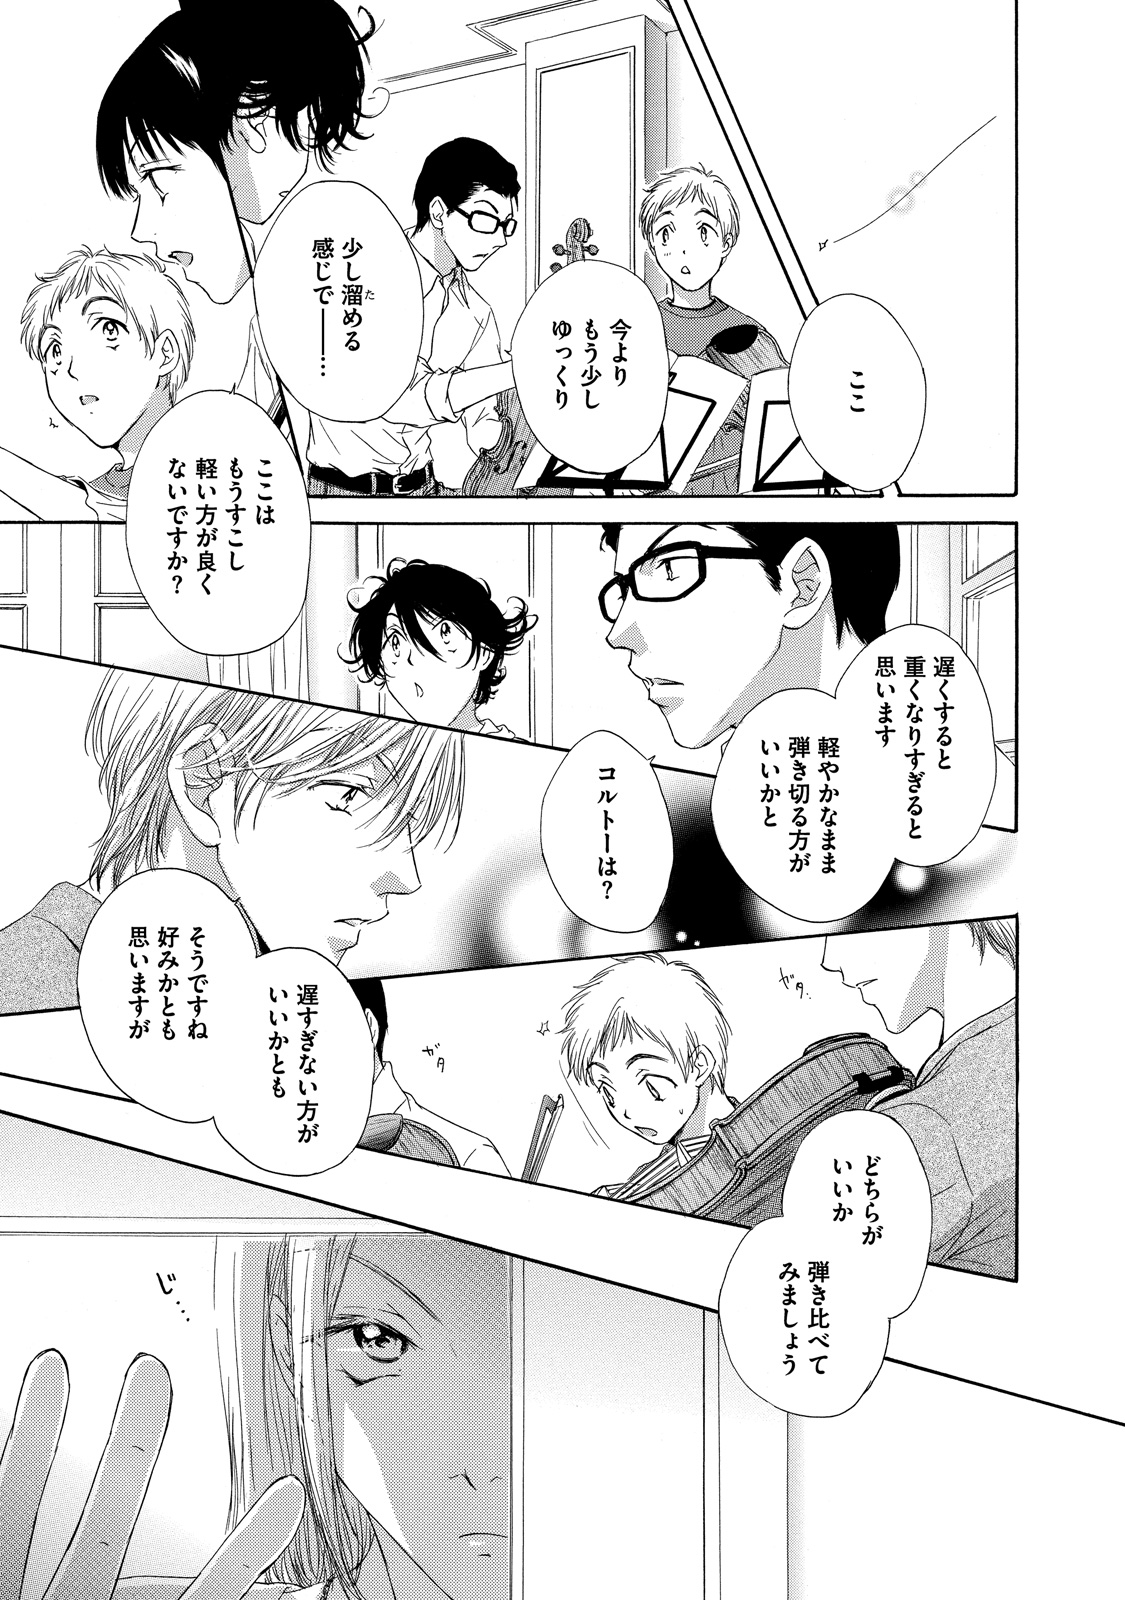 ここ
今より
もう少し
ゆっくり
少し溜める
た
感じで——…
ここは
もうすこし
軽い方が良く
ないですか？
遅くすると
重くなりすぎると
思います
軽やかなまま
弾き切る方が
いいかと
コルトーは？
遅すぎない方が
いいかとも
そうですね
好みかとも
思いますが
ガタ…
ガタ
どちらが
いいか
弾き比べて
みましょう
じ…